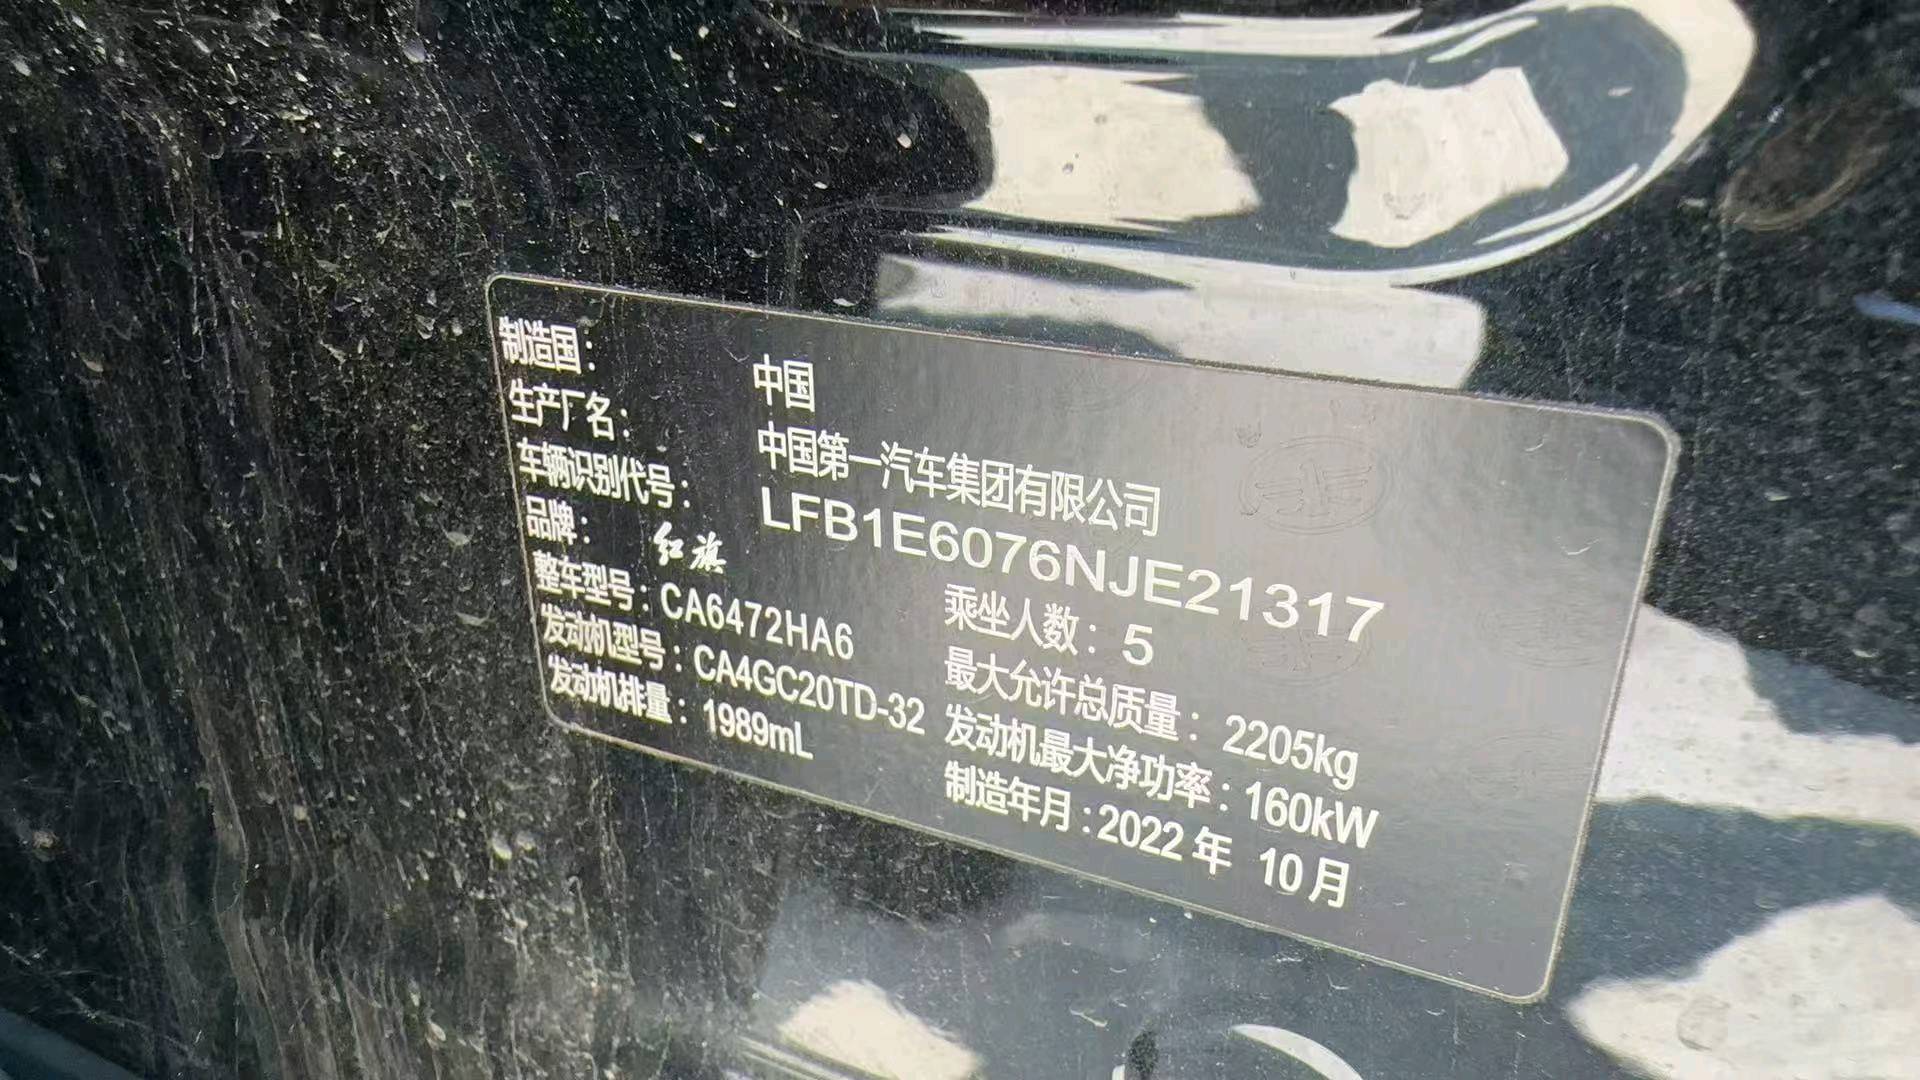 制造国： 中国
生产厂名： 中国第一汽车集团有限公司
车辆识别代号： LFB1E6076NJE21317
品牌： 红旗 乘坐人数：5
整车型号：CA6472HA6 最大允许总质量：2205kg
发动机型号：CA4GC20TD-32 发动机最大净功率：160kW
发动机排量：1989mL 制造年月：2022年 10月